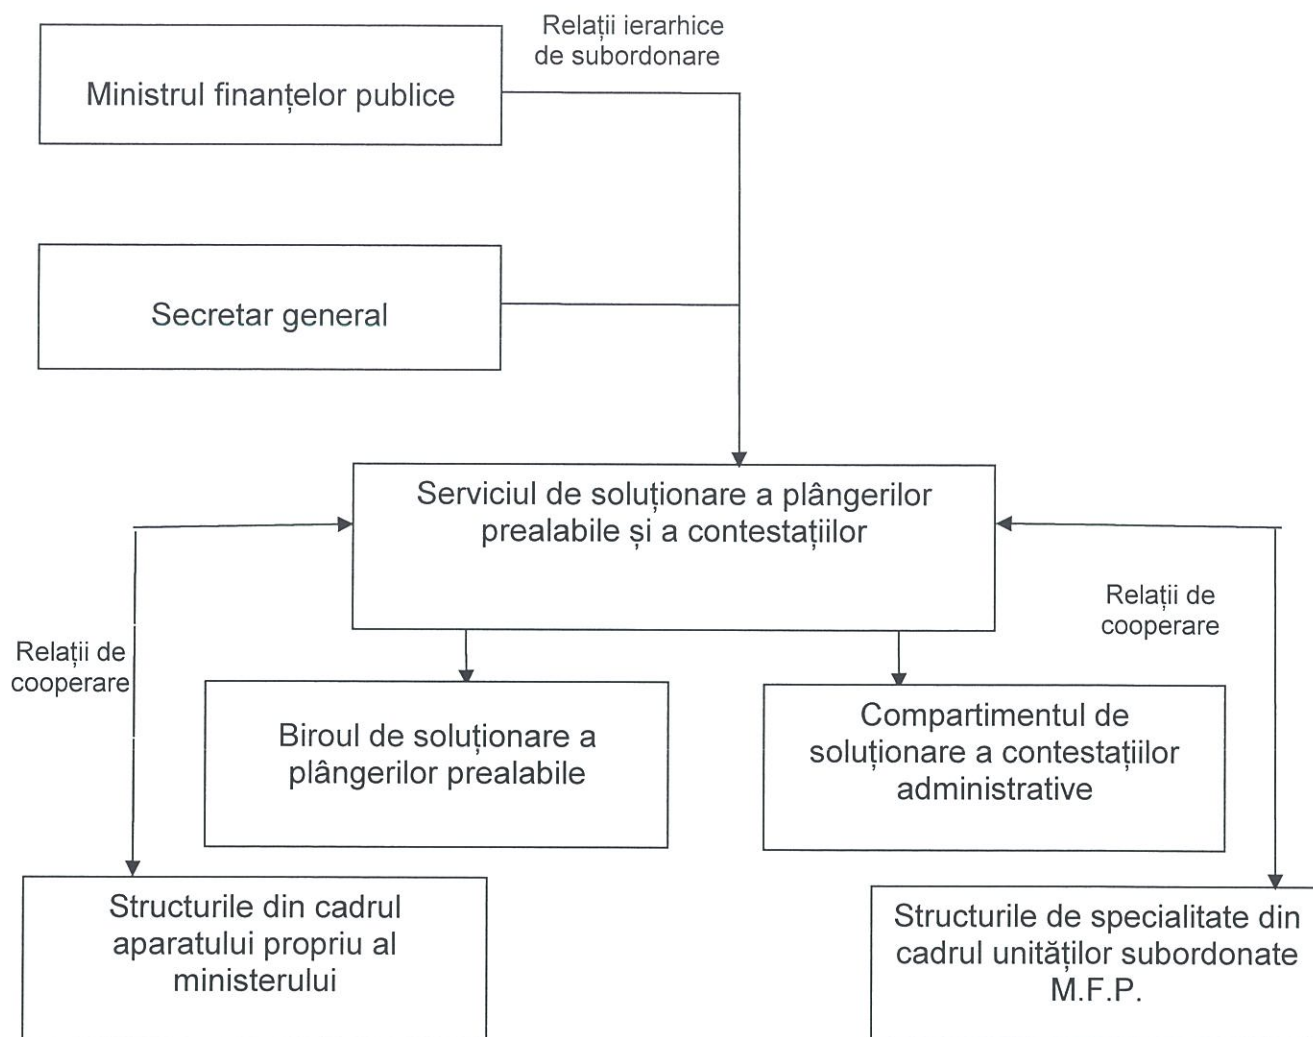 Relații ierarhice
de subordonare
Ministrul finanțelor publice
Secretar general
Serviciul de soluționare a plângerilor
prealabile și a contestațiilor
Relații de
cooperare
Relații de
cooperare
Biroul de soluționare a
plângerilor prealabile
Compartimentul de
soluționare a contestațiilor
administrative
Structurile din cadrul
aparatului propriu al
ministerului
Structurile de specialitate din
cadrul unităților subordonate
M.F.P.